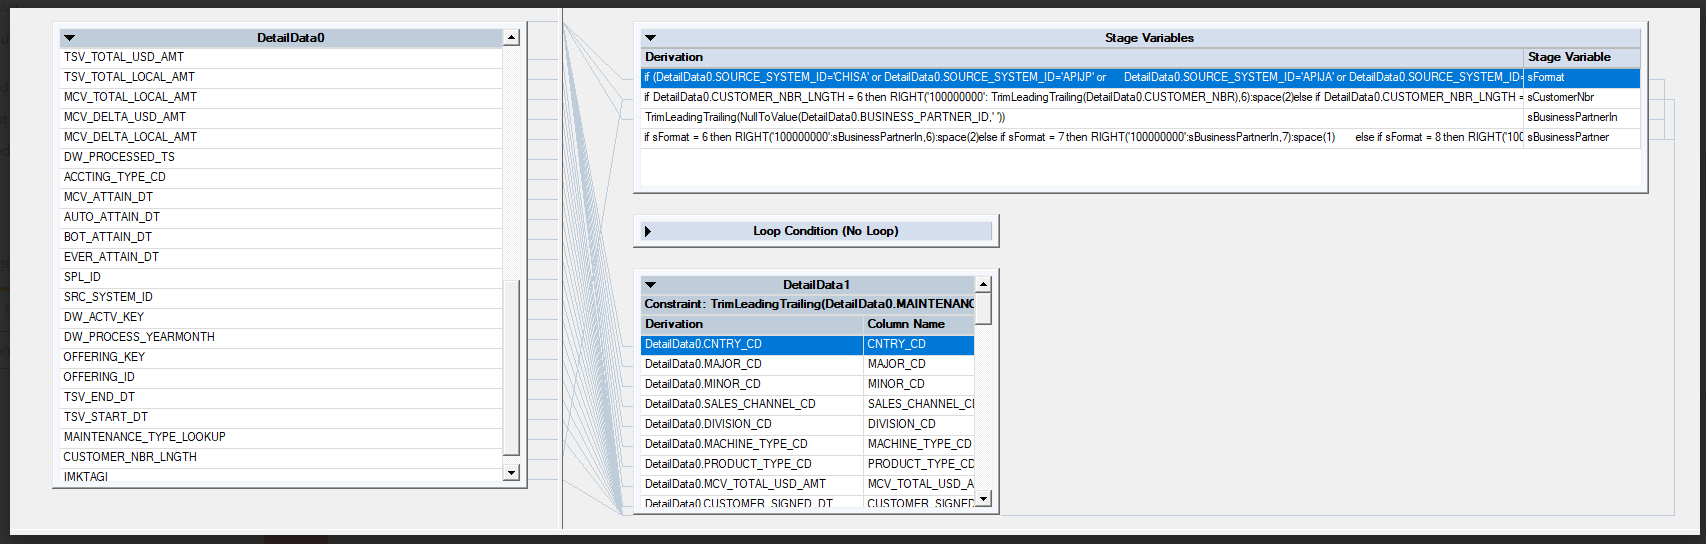 DetailData0
TSV_TOTAL_USD_AMT
TSV_TOTAL_LOCAL_AMT
MCV_TOTAL_LOCAL_AMT
MCV_DELTA_USD_AMT
MCV_DELTA_LOCAL_AMT
DW_PROCESSED_TS
ACCTING_TYPE_CD
MCV_ATTAIN_DT
AUTO_ATTAIN_DT
BOT_ATTAIN_DT
EVER_ATTAIN_DT
SPL_ID
SRC_SYSTEM_ID
DW_ACTV_KEY
DW_PROCESS_YEARMONTH
OFFERING_KEY
OFFERING_ID
TSV_END_DT
TSV_START_DT
MAINTENANCE_TYPE_LOOKUP
CUSTOMER_NBR_LNGTH
IMKTAGI
Stage Variables
Derivation Stage Variable
if (DetailData0.SOURCE_SYSTEM_ID='CHISA' or DetailData0.SOURCE_SYSTEM_ID='APIJP' or DetailData0.SOURCE_SYSTEM_ID='APIJA' or DetailData0.SOURCE_SYSTEM_ID= sFormat
if DetailData0.CUSTOMER_NBR_LNGTH = 6 then RIGHT('100000000': TrimLeadingTrailing(DetailData0.CUSTOMER_NBR),6):space(2)else if DetailData0.CUSTOMER_NBR_LNGTH = sCustomerNbr
TrimLeadingTrailing(NullToValue(DetailData0.BUSINESS_PARTNER_ID,' ')) sBusinessPartnerIn
if sFormat = 6 then RIGHT('100000000':sBusinessPartnerIn,6):space(2)else if sFormat = 7 then RIGHT('100000000':sBusinessPartnerIn,7):space(1) else if sFormat = 8 then RIGHT('100 sBusinessPartner
Loop Condition (No Loop)
DetailData1
Constraint: TrimLeadingTrailing(DetailData0.MAINTENANC
Derivation Column Name
DetailData0.CNTRY_CD CNTRY_CD
DetailData0.MAJOR_CD MAJOR_CD
DetailData0.MINOR_CD MINOR_CD
DetailData0.SALES_CHANNEL_CD SALES_CHANNEL_CI
DetailData0.DIVISION_CD DIVISION_CD
DetailData0.MACHINE_TYPE_CD MACHINE_TYPE_CD
DetailData0.PRODUCT_TYPE_CD PRODUCT_TYPE_CD
DetailData0.MCV_TOTAL_USD_AMT MCV_TOTAL_USD_A
DetailData0.CUSTOMER_SIGNED_DT CUSTOMER_SIGNED